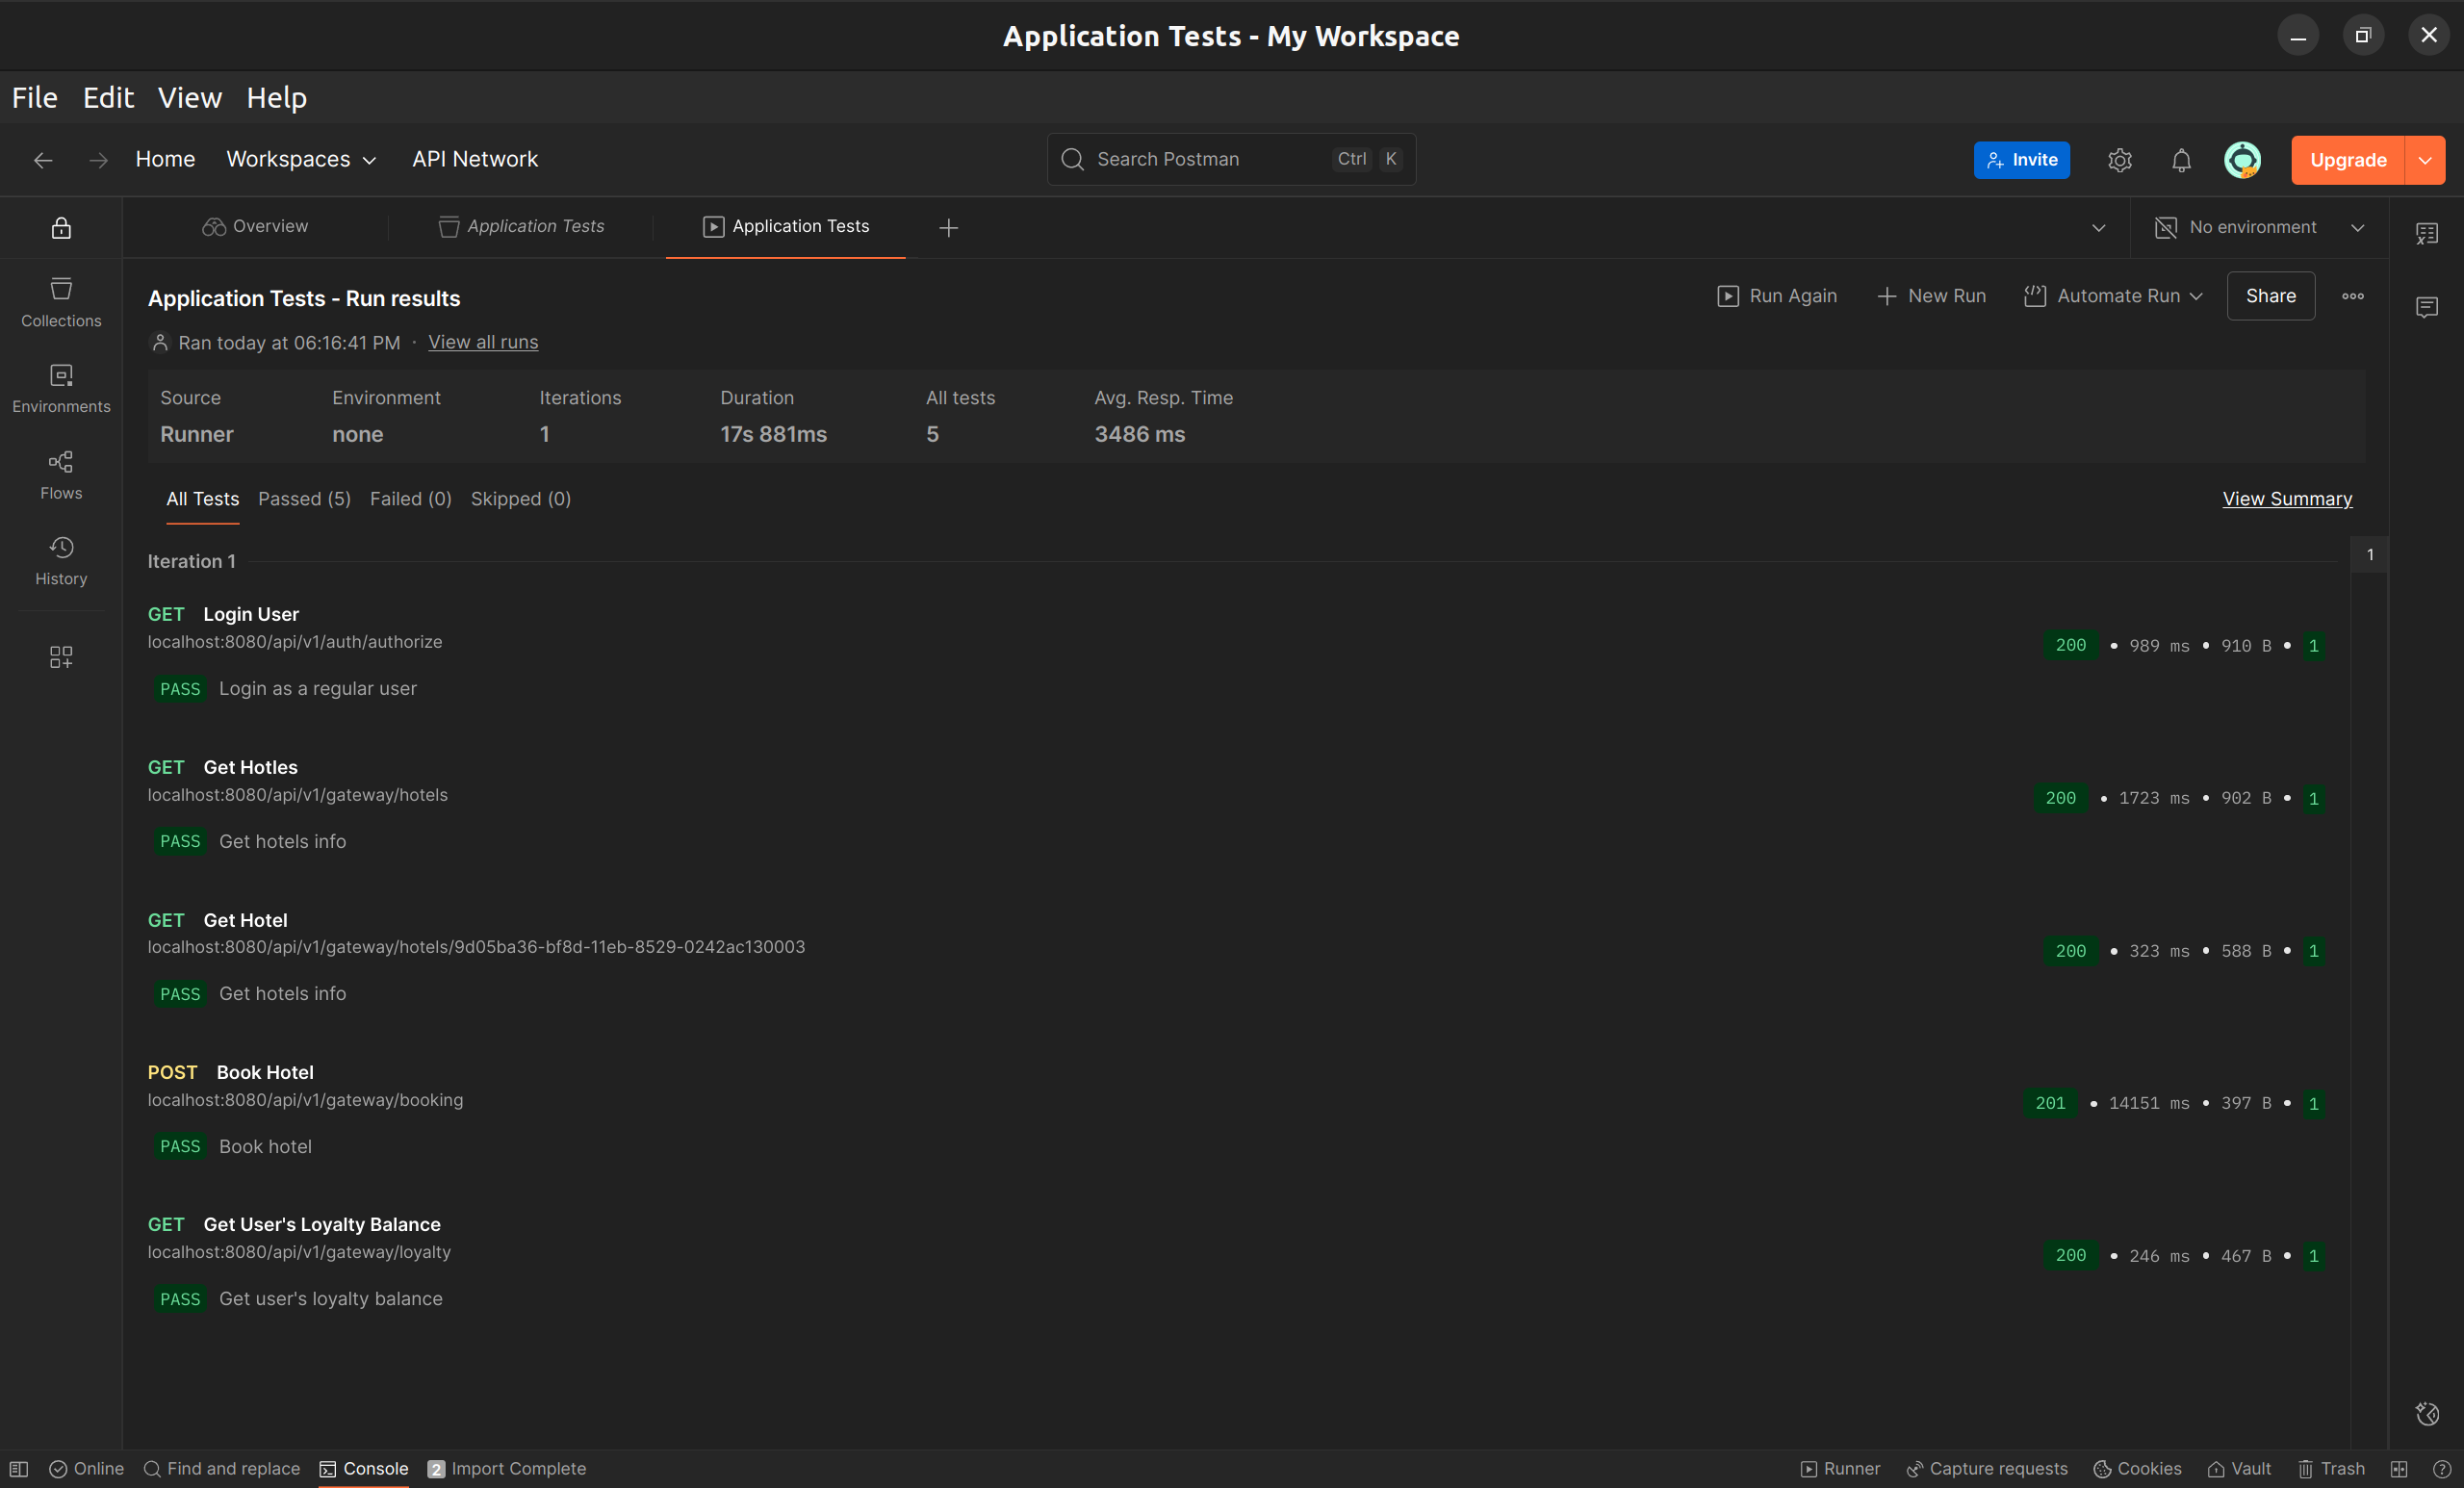 Application Tests - My Workspace
File Edit View Help
Home Workspaces API Network Search Postman Ctrl K Invite Upgrade
Overview Application Tests Application Tests No environment
Collections
Environments
Flows
History
Application Tests - Run results
Run Again New Run Automate Run Share
Ran today at 06:16:41 PM · View all runs
Source Environment Iterations Duration All tests Avg. Resp. Time
Runner none 1 17s 881ms 5 3486 ms
All Tests Passed (5) Failed (0) Skipped (0) View Summary
Iteration 1
1
GET Login User
localhost:8080/api/v1/auth/authorize
200 • 989 ms • 910 B • 1
PASS Login as a regular user
GET Get Hotles
localhost:8080/api/v1/gateway/hotels
200 • 1723 ms • 902 B • 1
PASS Get hotels info
GET Get Hotel
localhost:8080/api/v1/gateway/hotels/9d05ba36-bf8d-11eb-8529-0242ac130003
200 • 323 ms • 588 B • 1
PASS Get hotels info
POST Book Hotel
localhost:8080/api/v1/gateway/booking
201 • 14151 ms • 397 B • 1
PASS Book hotel
GET Get User's Loyalty Balance
localhost:8080/api/v1/gateway/loyalty
200 • 246 ms • 467 B • 1
PASS Get user's loyalty balance
Online Find and replace Console 2 Import Complete Runner Capture requests Cookies Vault Trash